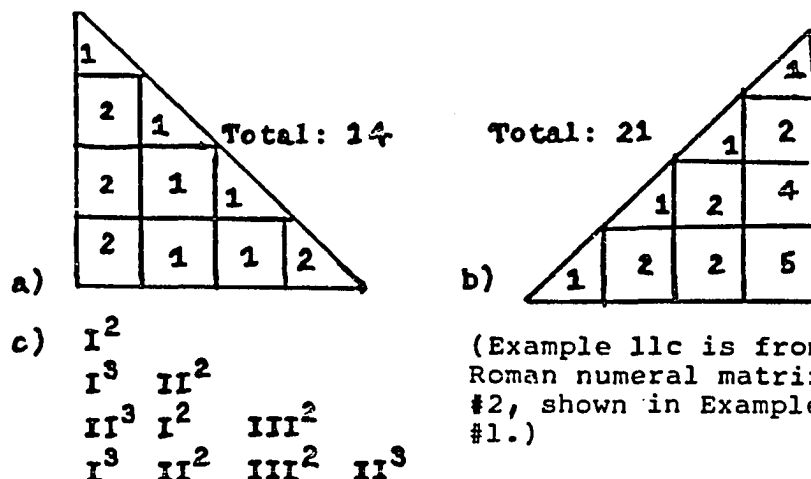 1
2 1 Total: 14
2 1 1
2 1 1 2
a)
1
Total: 21 1 2
1 2 4
1 2 2 5
b)
c) I²
I³ II²
II³ I² III²
I³ II² III² II³
(Example 11c is from
Roman numeral
#2, shown in Example
#1.)